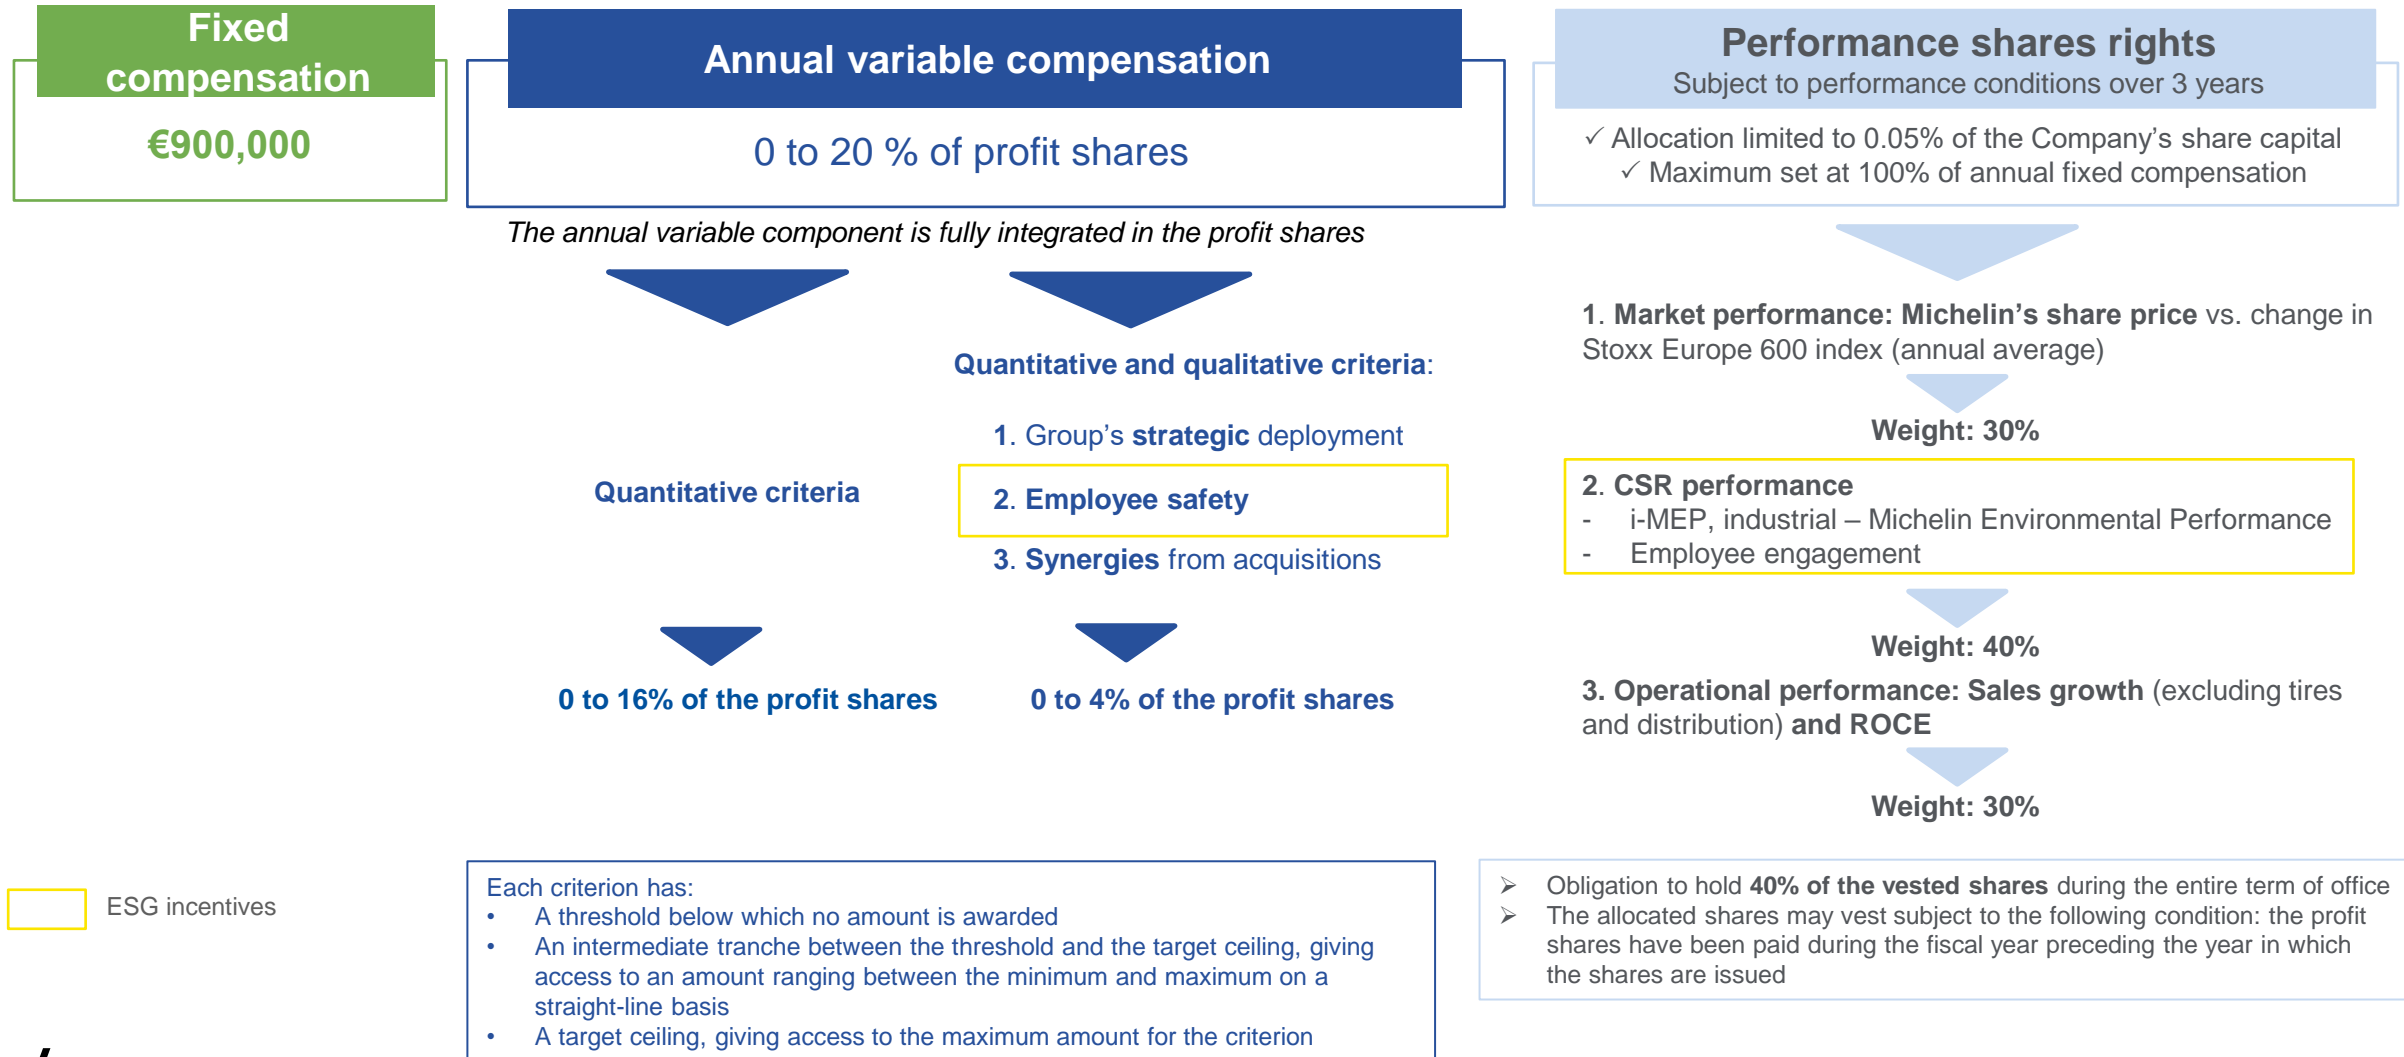 Fixed
compensation
€900,000
Annual variable compensation
0 to 20 % of profit shares
The annual variable component is fully integrated in the profit shares
Quantitative criteria
0 to 16% of the profit shares
Quantitative and qualitative criteria:
1. Group’s strategic deployment
2. Employee safety
3. Synergies from acquisitions
0 to 4% of the profit shares
Performance shares rights
Subject to performance conditions over 3 years
✓ Allocation limited to 0.05% of the Company’s share capital
✓ Maximum set at 100% of annual fixed compensation
1. Market performance: Michelin’s share price vs. change in
Stoxx Europe 600 index (annual average)
Weight: 30%
2. CSR performance
- i-MEP, industrial – Michelin Environmental Performance
- Employee engagement
Weight: 40%
3. Operational performance: Sales growth (excluding tires
and distribution) and ROCE
Weight: 30%
ESG incentives
Each criterion has:
• A threshold below which no amount is awarded
• An intermediate tranche between the threshold and the target ceiling, giving
access to an amount ranging between the minimum and maximum on a
straight-line basis
• A target ceiling, giving access to the maximum amount for the criterion
➢ Obligation to hold 40% of the vested shares during the entire term of office
➢ The allocated shares may vest subject to the following condition: the profit
shares have been paid during the fiscal year preceding the year in which
the shares are issued